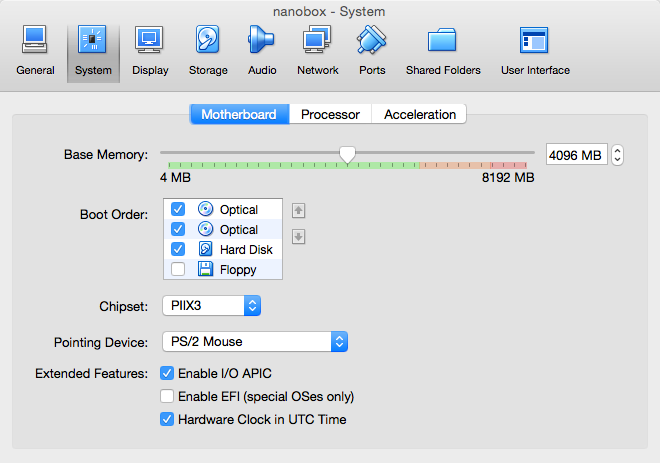 nanobox - System
General System Display Storage Audio Network Ports Shared Folders User Interface
Motherboard Processor Acceleration
Base Memory: 4096 MB
4 MB 8192 MB
Boot Order: Optical
Optical
Hard Disk
Floppy
Chipset: PIIX3
Pointing Device: PS/2 Mouse
Extended Features: Enable I/O APIC
Enable EFI (special OSes only)
Hardware Clock in UTC Time